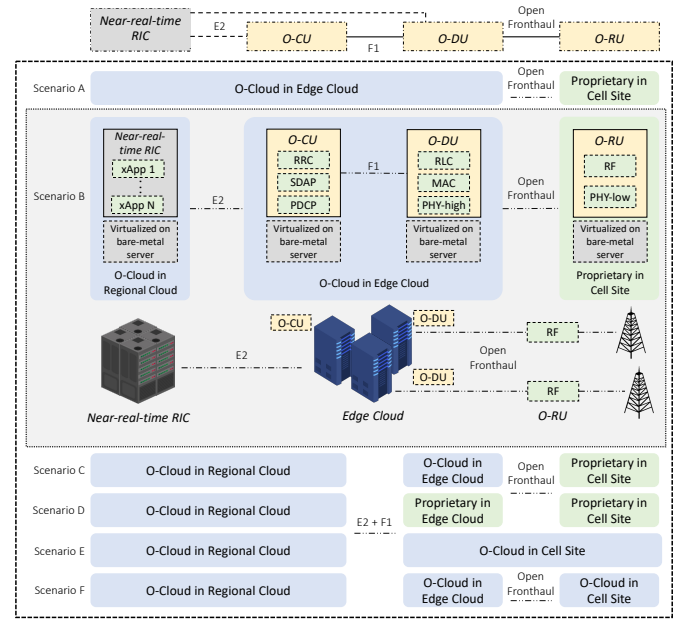 Near-real-time
RIC
E2
O-CU
F1
O-DU
Open
Fronthaul
O-RU
Scenario A
O-Cloud in Edge Cloud
Open
Fronthaul
Proprietary in
Cell Site
Scenario B
Near-real-
time RIC
xApp 1
xApp N
Virtualized on
bare-metal
server
O-Cloud in
Regional Cloud
E2
O-CU
RRC
SDAP
PDCP
Virtualized on
bare-metal
server
F1
O-DU
RLC
MAC
PHY-high
Virtualized on
bare-metal
server
O-Cloud in Edge Cloud
Open
Fronthaul
O-RU
RF
PHY-low
Virtualized on
bare-metal
server
Proprietary in
Cell Site
O-CU
O-DU
RF
E2
Open
Fronthaul
O-DU
RF
Near-real-time RIC
Edge Cloud
O-RU
Scenario C
O-Cloud in Regional Cloud
O-Cloud in
Edge Cloud
Open
Fronthaul
Proprietary in
Cell Site
Scenario D
O-Cloud in Regional Cloud
Proprietary in
Edge Cloud
Proprietary in
Cell Site
E2 + F1
Scenario E
O-Cloud in Regional Cloud
O-Cloud in Cell Site
Scenario F
O-Cloud in Regional Cloud
O-Cloud in
Edge Cloud
Open
Fronthaul
O-Cloud in
Cell Site